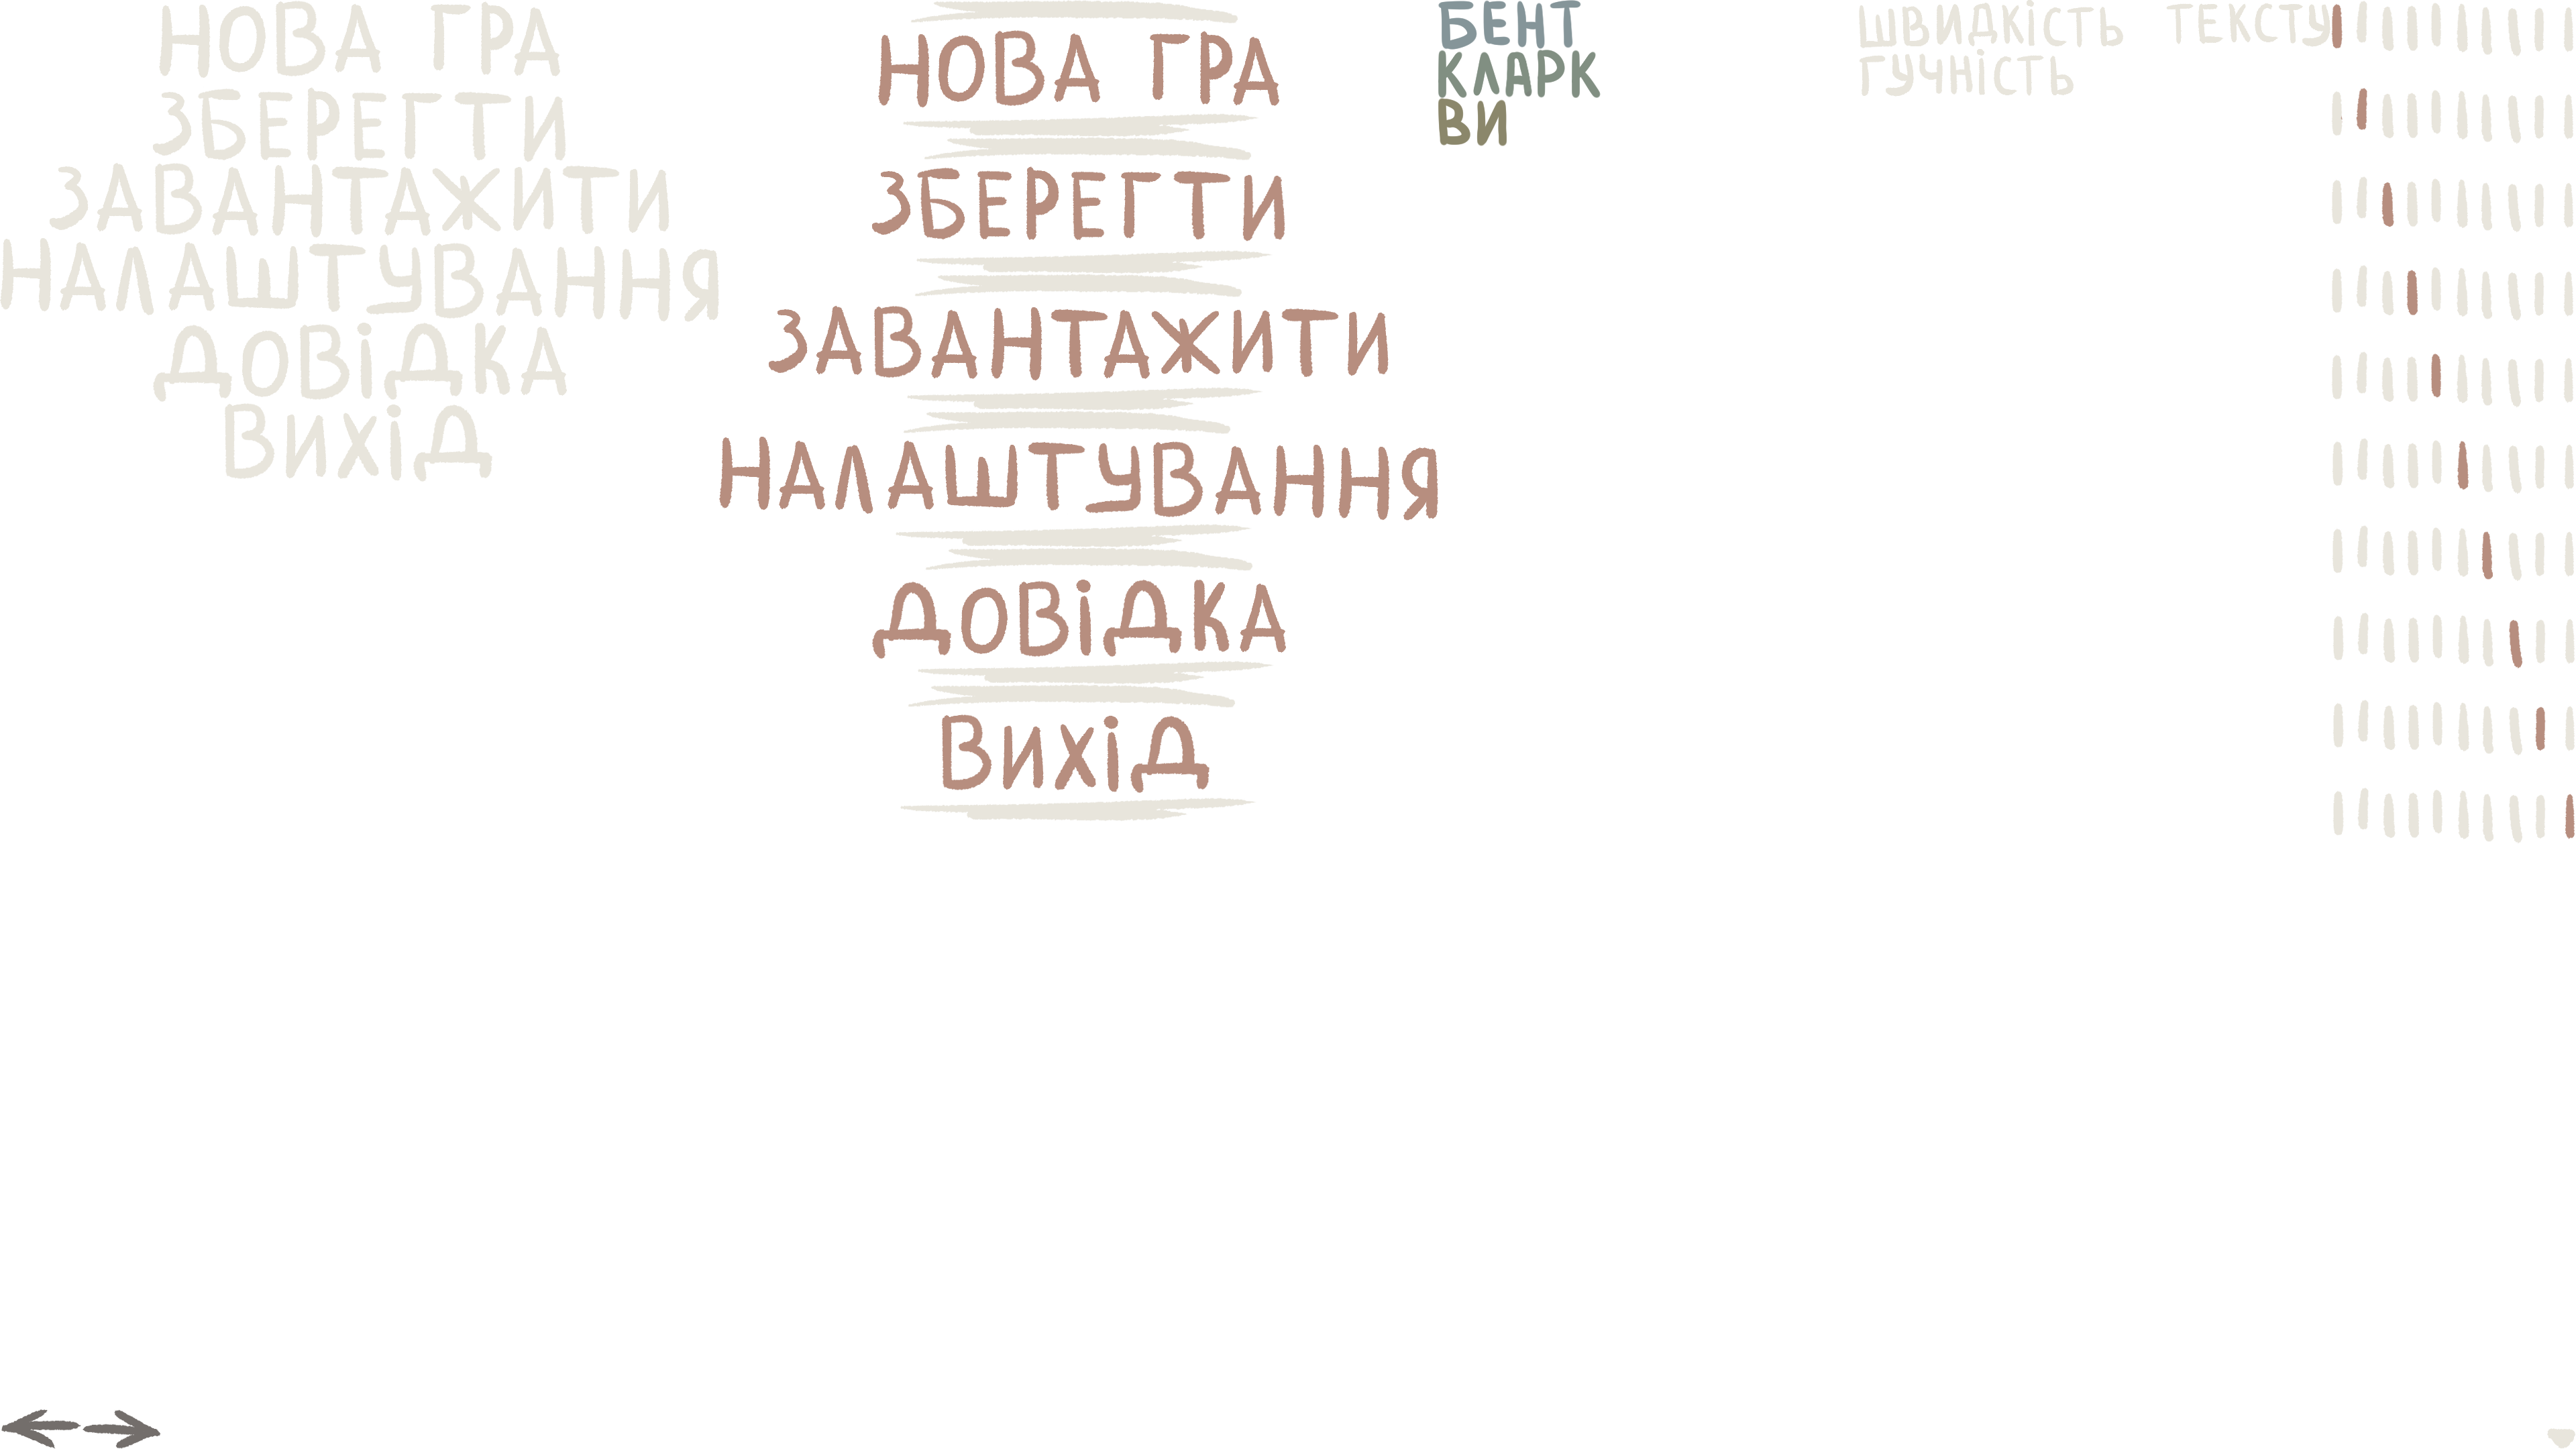 НОВА ГРА
ЗБЕРЕГТИ
ЗАВАНТАЖИТИ
НАЛАШТУВАННЯ
ДОВІДКА
ВИХІД
НОВА ГРА
ЗБЕРЕГТИ
ЗАВАНТАЖИТИ
НАЛАШТУВАННЯ
ДОВІДКА
ВИХІД
БЕНТ
КЛАРК
ВИ
ШВИДКІСТЬ ТЕКСТУ
ГУЧНІСТЬ